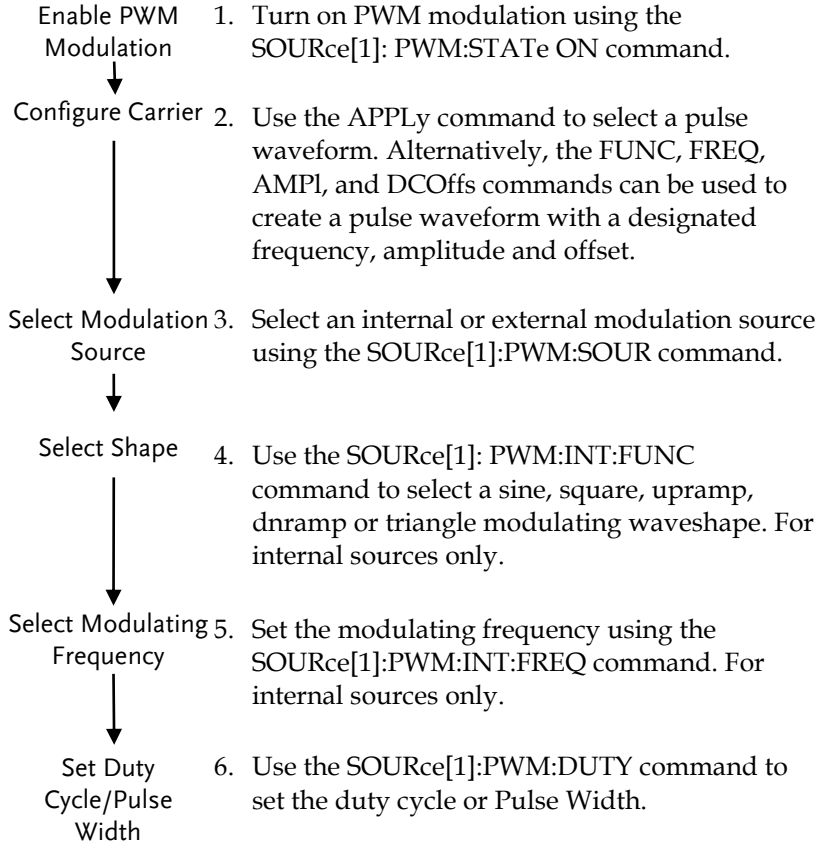 Enable PWM
Modulation
1. Turn on PWM modulation using the
SOURce[1]: PWM:STATe ON command.
Configure Carrier
2. Use the APPLy command to select a pulse
waveform. Alternatively, the FUNC, FREQ,
AMPl, and DCOffs commands can be used to
create a pulse waveform with a designated
frequency, amplitude and offset.
Select Modulation
Source
3. Select an internal or external modulation source
using the SOURce[1]:PWM:SOUR command.
Select Shape
4. Use the SOURce[1]: PWM:INT:FUNC
command to select a sine, square, upramp,
dnramp or triangle modulating waveshape. For
internal sources only.
Select Modulating
Frequency
5. Set the modulating frequency using the
SOURce[1]:PWM:INT:FREQ command. For
internal sources only.
Set Duty
Cycle/Pulse
Width
6. Use the SOURce[1]:PWM:DUTY command to
set the duty cycle or Pulse Width.